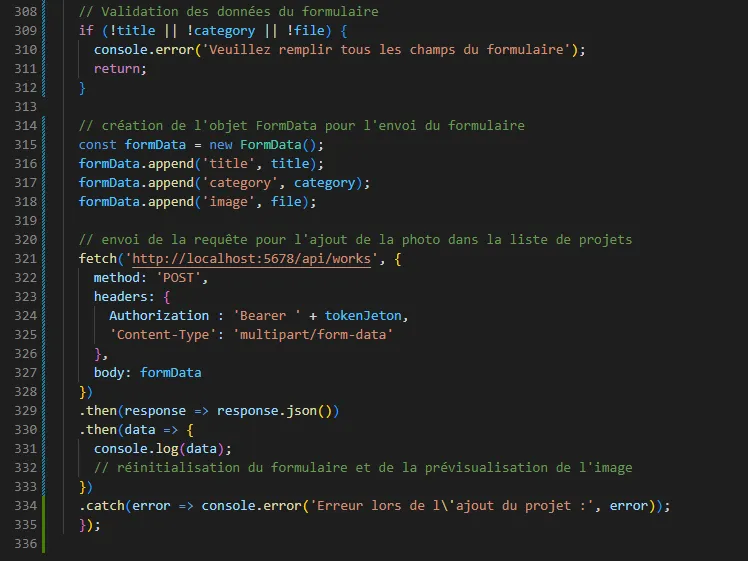 308 // Validation des données du formulaire
309 if (!title || !category || !file) {
310 console.error('Veuillez remplir tous les champs du formulaire');
311 return;
312 }
313
314 // création de l'objet FormData pour l'envoi du formulaire
315 const formData = new FormData();
316 formData.append('title', title);
317 formData.append('category', category);
318 formData.append('image', file);
319
320 // envoi de la requête pour l'ajout de la photo dans la liste de projets
321 fetch('http://localhost:5678/api/works', {
322 method: 'POST',
323 headers: {
324 Authorization : 'Bearer ' + tokenJeton,
325 'Content-Type': 'multipart/form-data'
326 },
327 body: formData
328 })
329 .then(response => response.json())
330 .then(data => {
331 console.log(data);
332 // réinitialisation du formulaire et de la prévisualisation de l'image
333 })
334 .catch(error => console.error('Erreur lors de l\'ajout du projet :', error));
335 });
336